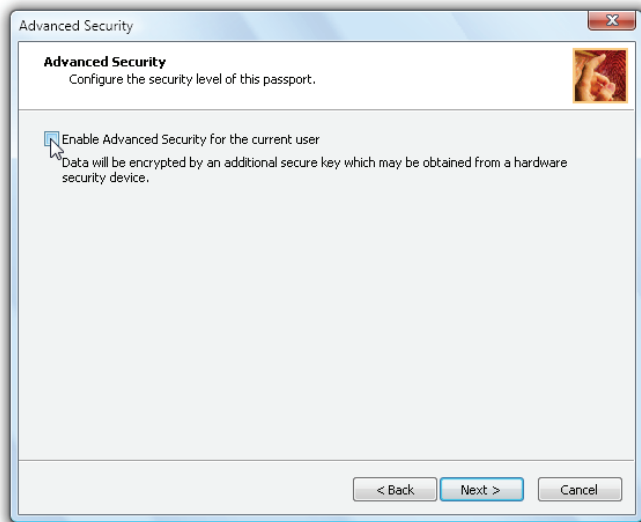 Advanced Security
Advanced Security
Configure the security level of this passport.
Enable Advanced Security for the current user
Data will be encrypted by an additional secure key which may be obtained from a hardware
security device.
< Back
Next >
Cancel